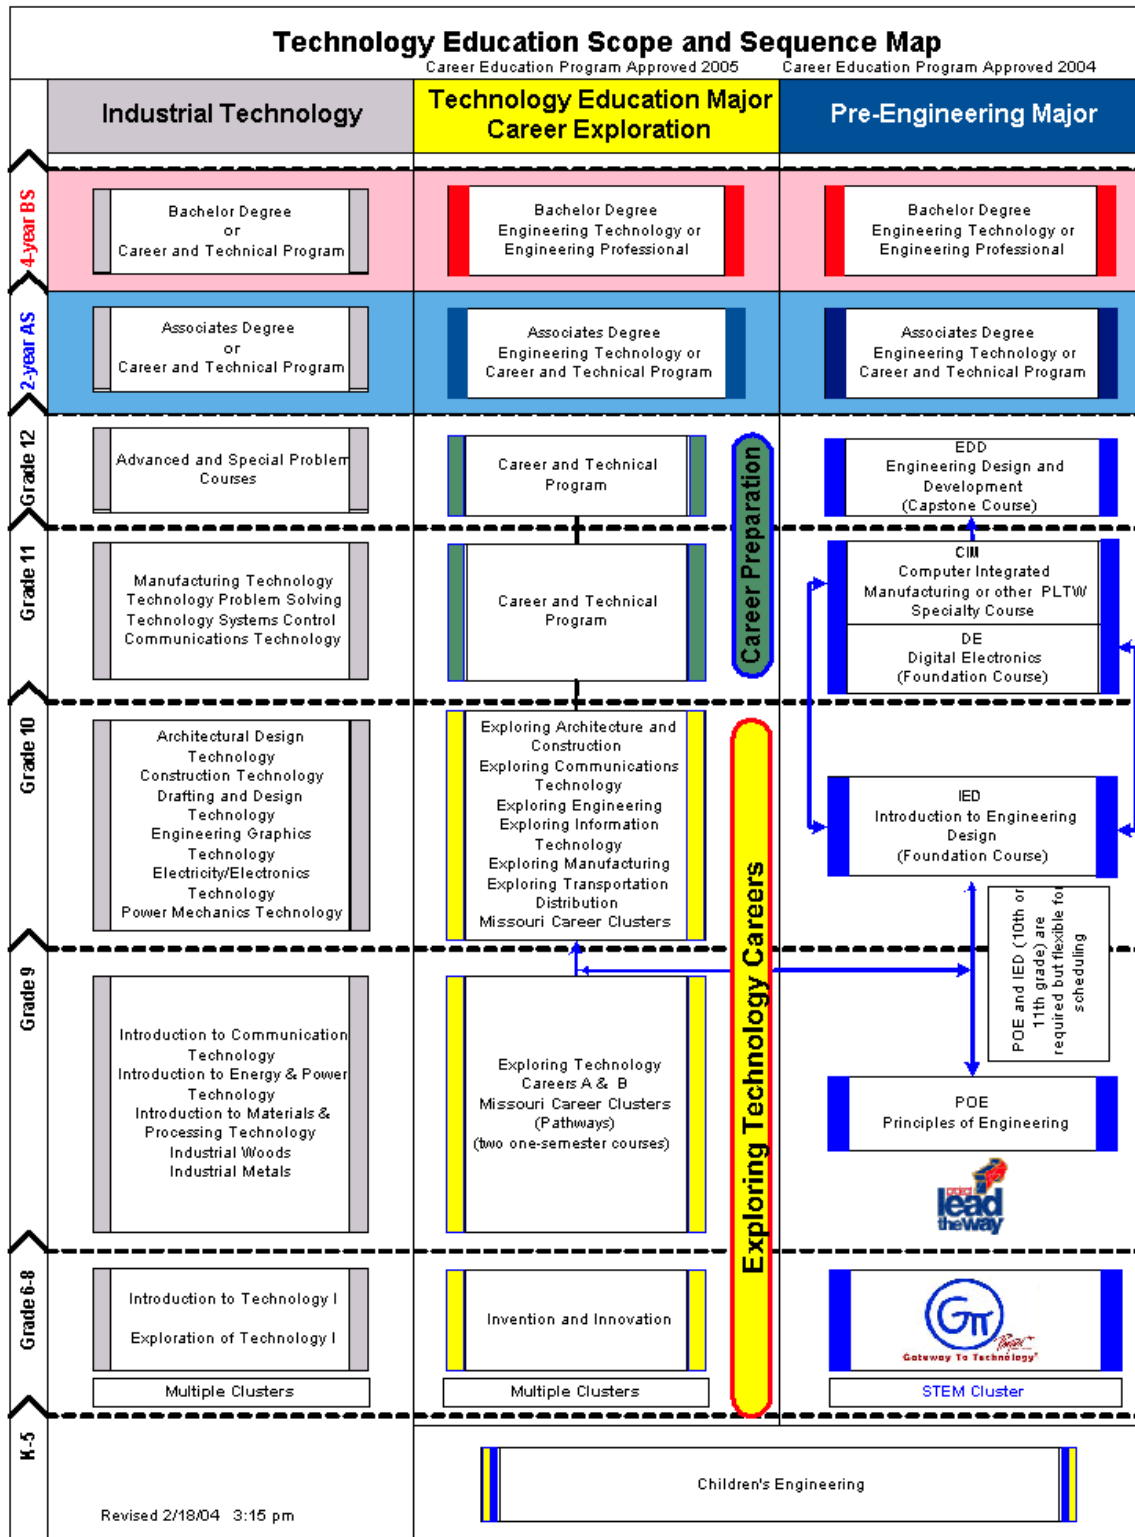 Technology Education Scope and Sequence Map
Career Education Program Approved 2005
Career Education Program Approved 2004
Industrial Technology
Technology Education Major
Career Exploration
Pre-Engineering Major
4-year BS
Bachelor Degree
or
Career and Technical Program
Bachelor Degree
Engineering Technology or
Engineering Professional
Bachelor Degree
Engineering Technology or
Engineering Professional
2-year AS
Associates Degree
or
Career and Technical Program
Associates Degree
Engineering Technology or
Career and Technical Program
Associates Degree
Engineering Technology or
Career and Technical Program
Grade 12
Advanced and Special Problem
Courses
Career and Technical
Program
Career Preparation
EDD
Engineering Design and
Development
(Capstone Course)
Grade 11
Manufacturing Technology
Technology Problem Solving
Technology Systems Control
Communications Technology
Career and Technical
Program
CIM
Computer Integrated
Manufacturing or other PLTW
Specialty Course
DE
Digital Electronics
(Foundation Course)
Grade 10
Architectural Design
Technology
Construction Technology
Drafting and Design
Technology
Engineering Graphics
Technology
Electricity/Electronics
Technology
Power Mechanics Technology
Exploring Architecture and
Construction
Exploring Communications
Technology
Exploring Engineering
Exploring Information
Technology
Exploring Manufacturing
Exploring Transportation
Distribution
Missouri Career Clusters
Exploring Technology Careers
IED
Introduction to Engineering
Design
(Foundation Course)
POE and IED (10th or
11th grade) are
required but flexible for
scheduling
Grade 9
Introduction to Communication
Technology
Introduction to Energy & Power
Technology
Introduction to Materials &
Processing Technology
Industrial Woods
Industrial Metals
Exploring Technology
Careers A & B
Missouri Career Clusters
(Pathways)
(two one-semester courses)
POE
Principles of Engineering
lead
the way
Grade 6-8
Introduction to Technology I
Exploration of Technology I
Invention and Innovation
Gateway To Technology
Multiple Clusters
Multiple Clusters
STEM Cluster
K-5
Children's Engineering
Revised 2/18/04 3:15 pm